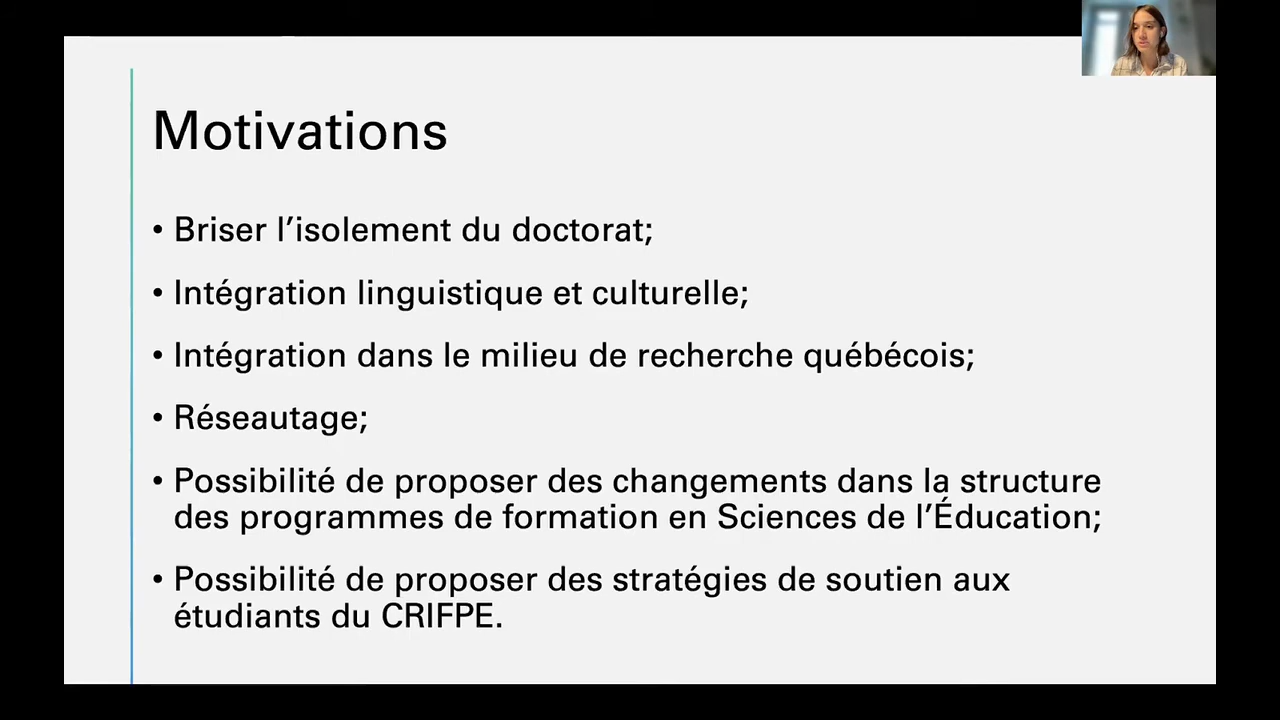 Motivations
• Briser l’isolement du doctorat;
• Intégration linguistique et culturelle;
• Intégration dans le milieu de recherche québécois;
• Réseautage;
• Possibilité de proposer des changements dans la structure
des programmes de formation en Sciences de l’Éducation;
• Possibilité de proposer des stratégies de soutien aux
étudiants du CRIFPE.